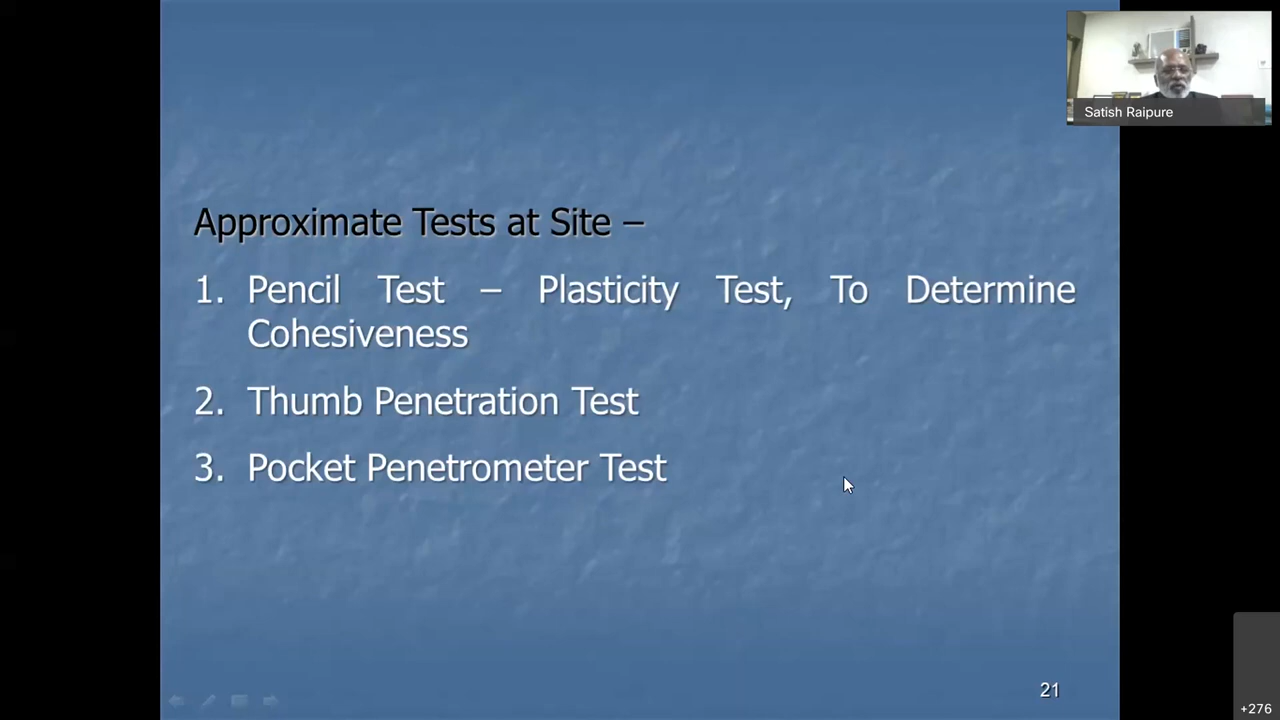 Satish Raipure
Approximate Tests at Site –
1. Pencil Test – Plasticity Test, To Determine
Cohesiveness
2. Thumb Penetration Test
3. Pocket Penetrometer Test
21
+276